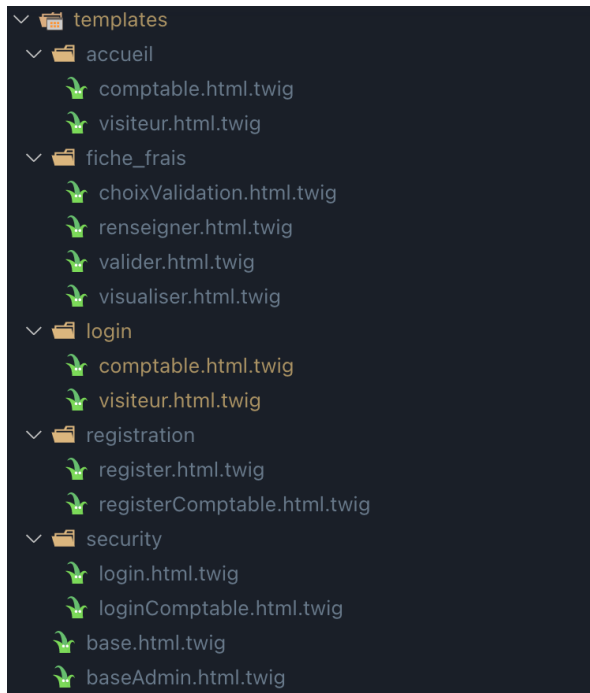 templates
accueil
comptable.html.twig
visiteur.html.twig
fiche_frais
choixValidation.html.twig
renseigner.html.twig
valider.html.twig
visualiser.html.twig
login
comptable.html.twig
visiteur.html.twig
registration
register.html.twig
registerComptable.html.twig
security
login.html.twig
loginComptable.html.twig
base.html.twig
baseAdmin.html.twig